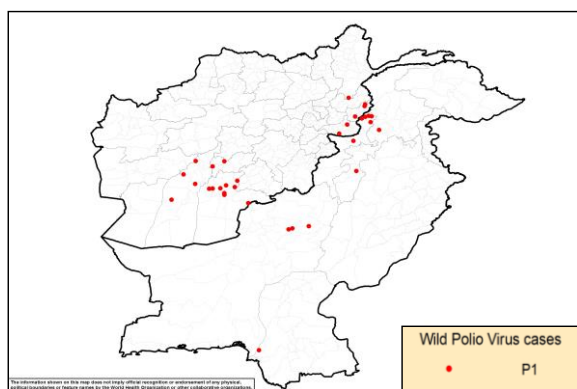 Wild Polio Virus cases
P1
The information shown on this map does not imply official recognition or endorsement of any physical,
political boundaries or feature names by the World Health Organization or other collaborative organizations.